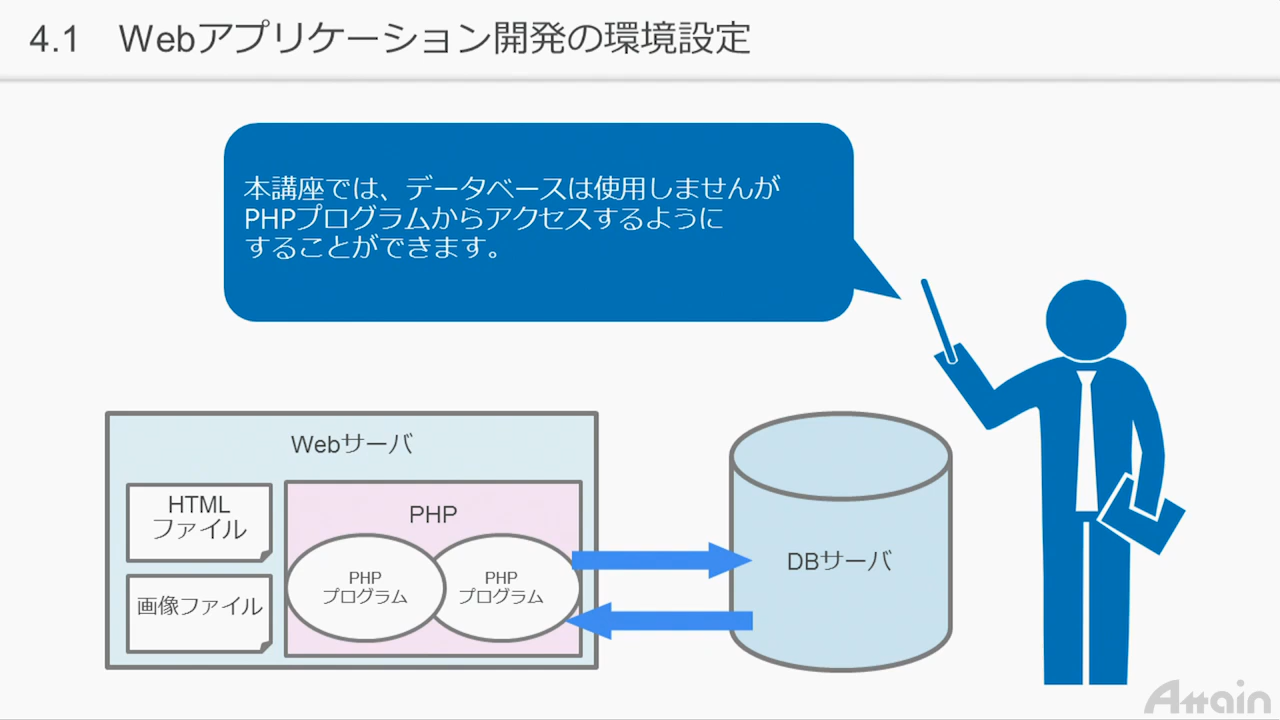 4.1 Webアプリケーション開発の環境設定
本講座では、データベースは使用しませんが
PHPプログラムからアクセスするように
することができます。
Webサーバ
HTML
ファイル
画像ファイル
PHP
PHP
プログラム
PHP
プログラム
DBサーバ
Attain